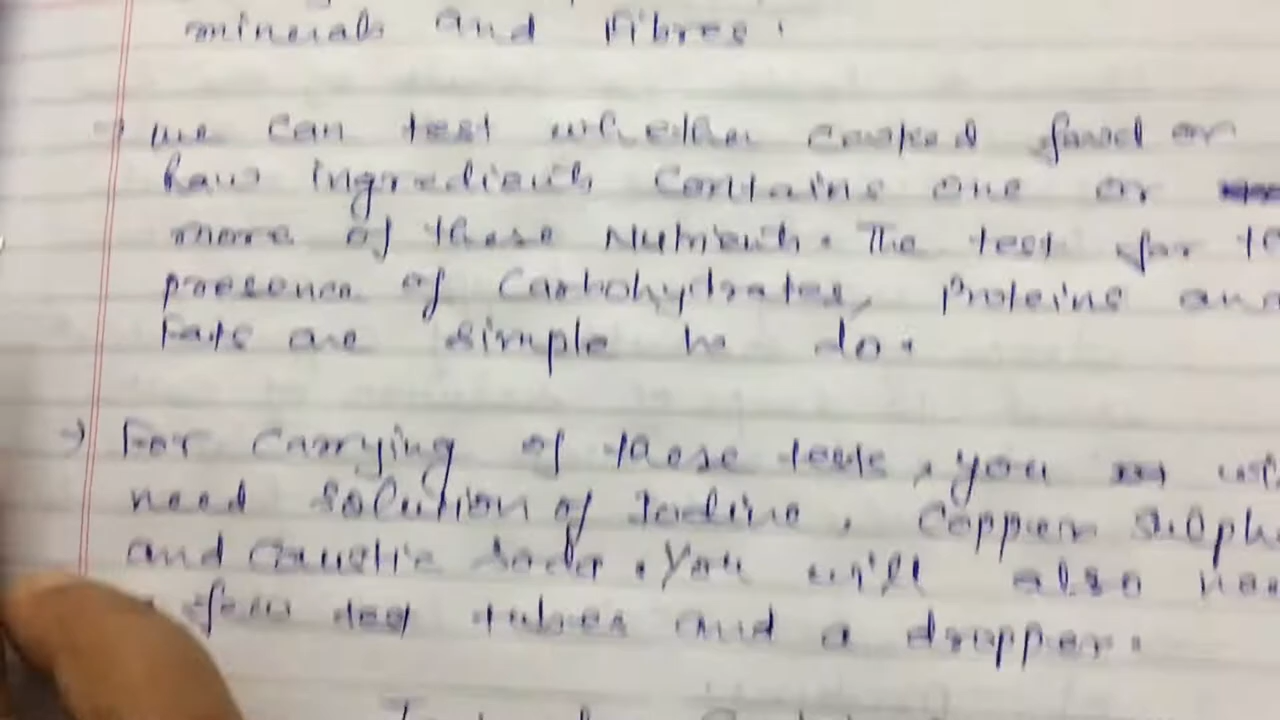 minerals and Fibres.
→ we can test whether cooked food or
Raw ingredients contains one or
more of these Nutrients. The test for
presence of Carbohydrates, Proteins and
Fats are simple to do.
→ For carrying of these tests, you
need solution of Iodine, Copper
and caustic soda. You will also
few test tubes and a dropper.